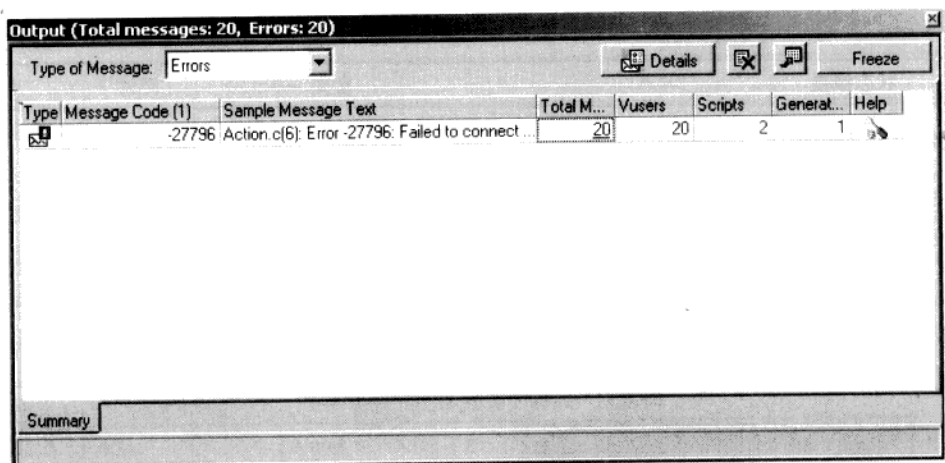 Output (Total messages: 20, Errors: 20)
Type of Message: Errors Details Freeze
Type Message Code (1) Sample Message Text Total M... Vusers Scripts Generat... Help
-27796 Action.c(6): Error -27796: Failed to connect ... 20 20 2 1
Summary